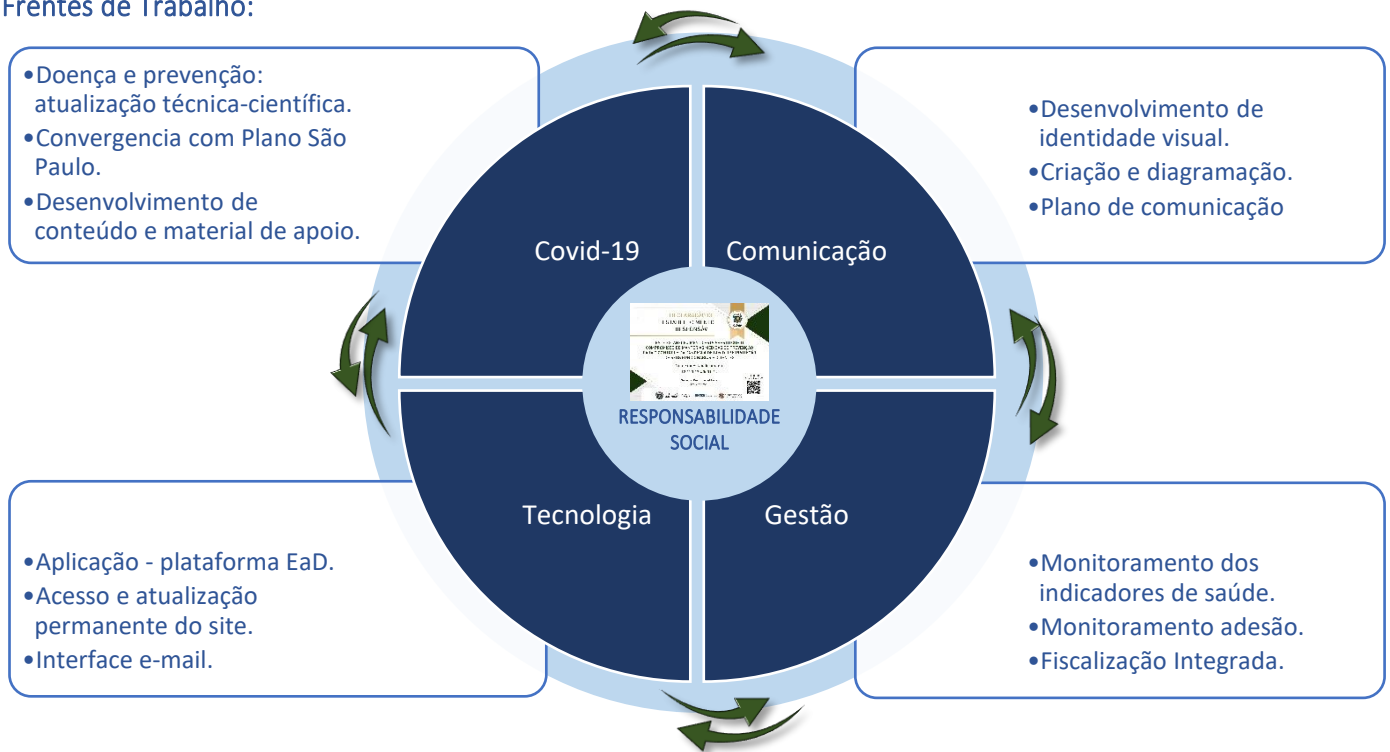 Frentes de Trabalho:
•Doença e prevenção:
atualização técnica-científica.
•Convergencia com Plano São
Paulo.
•Desenvolvimento de
conteúdo e material de apoio.
•Desenvolvimento de
identidade visual.
•Criação e diagramação.
•Plano de comunicação
Covid-19
Comunicação
RESPONSABILIDADE
SOCIAL
Tecnologia
Gestão
•Aplicação - plataforma EaD.
•Acesso e atualização
permanente do site.
•Interface e-mail.
•Monitoramento dos
indicadores de saúde.
•Monitoramento adesão.
•Fiscalização Integrada.